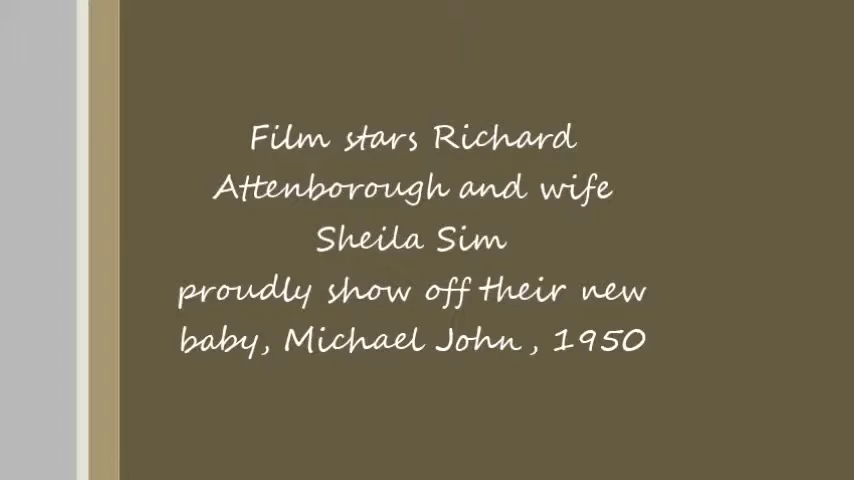 Film stars Richard
Attenborough and wife
Sheila Sim
proudly show off their new
baby, Michael John , 1950